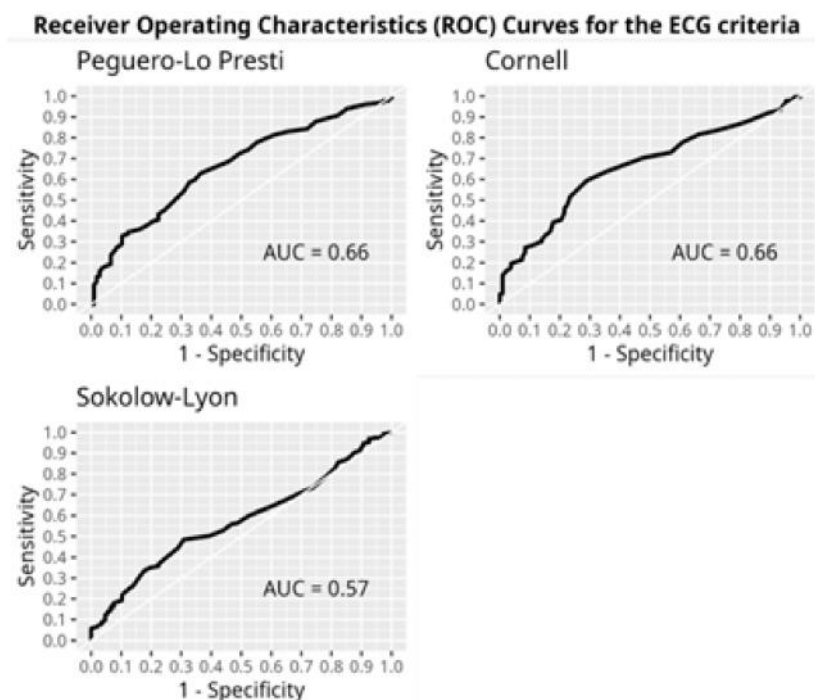 Receiver Operating Characteristics (ROC) Curves for the ECG criteria
Peguero-Lo Presti
Sensitivity
1.0
0.9
0.8
0.7
0.6
0.5
0.4
0.3
0.2
0.1
0.0
AUC = 0.66
0.0 0.1 0.2 0.3 0.4 0.5 0.6 0.7 0.8 0.9 1.0
1 - Specificity
Cornell
Sensitivity
1.0
0.9
0.8
0.7
0.6
0.5
0.4
0.3
0.2
0.1
0.0
AUC = 0.66
0.0 0.1 0.2 0.3 0.4 0.5 0.6 0.7 0.8 0.9 1.0
1 - Specificity
Sokolow-Lyon
Sensitivity
1.0
0.9
0.8
0.7
0.6
0.5
0.4
0.3
0.2
0.1
0.0
AUC = 0.57
0.0 0.1 0.2 0.3 0.4 0.5 0.6 0.7 0.8 0.9 1.0
1 - Specificity